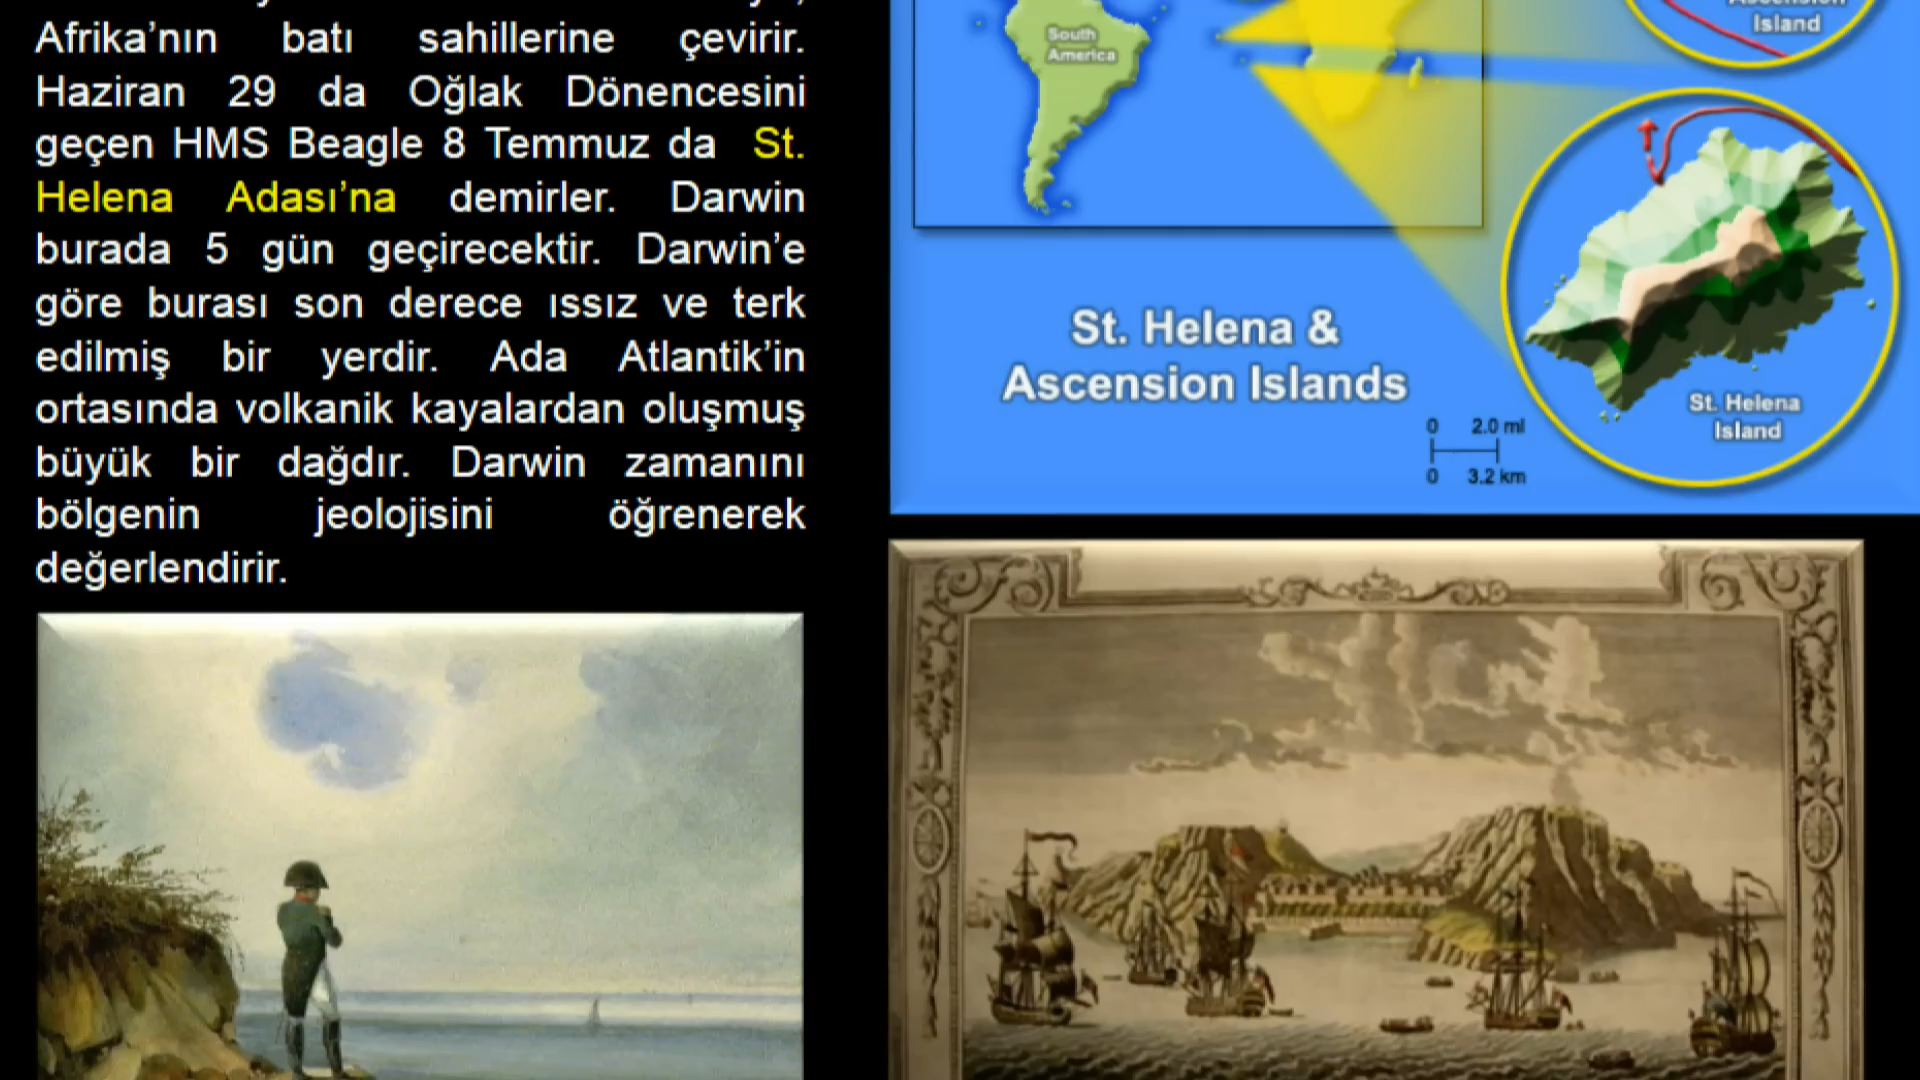 Afrika’nın batı sahillerine çevirir.
Haziran 29 da Oğlak Dönencesini
geçen HMS Beagle 8 Temmuz da St.
Helena Adası’na demirler. Darwin
burada 5 gün geçirecektir. Darwin’e
göre burası son derece ıssız ve terk
edilmiş bir yerdir. Ada Atlantik’in
ortasında volkanik kayalardan oluşmuş
büyük bir dağdır. Darwin zamanını
bölgenin jeolojisini öğrenerek
değerlendirir.
South
America
Ascension
Island
St. Helena &
Ascension Islands
0 2.0 mi
0 3.2 km
St. Helena
Island